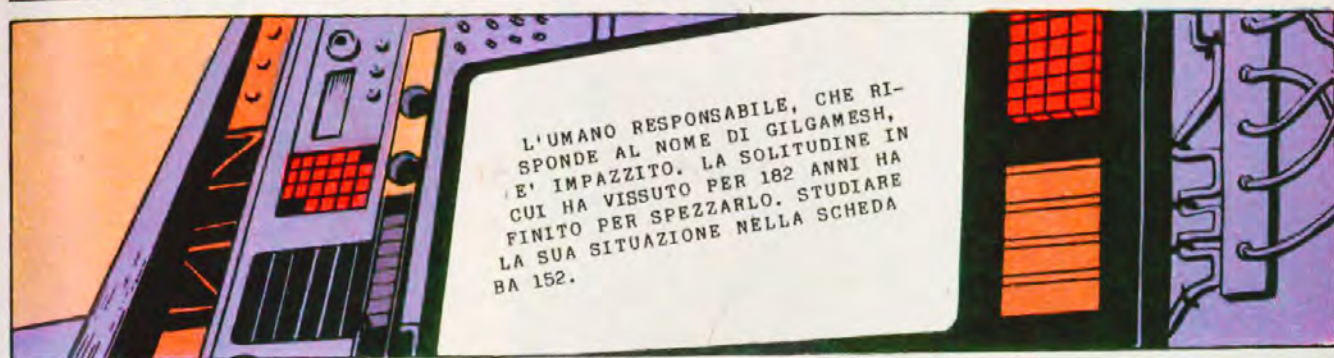 L'UMANO RESPONSABILE, CHE RI-
SPONDE AL NOME DI GILGAMESH,
E' IMPAZZITO. LA SOLITUDINE IN
CUI HA VISSUTO PER 182 ANNI HA
FINITO PER SPEZZARLO. STUDIARE
LA SUA SITUAZIONE NELLA SCHEDA
BA 152.